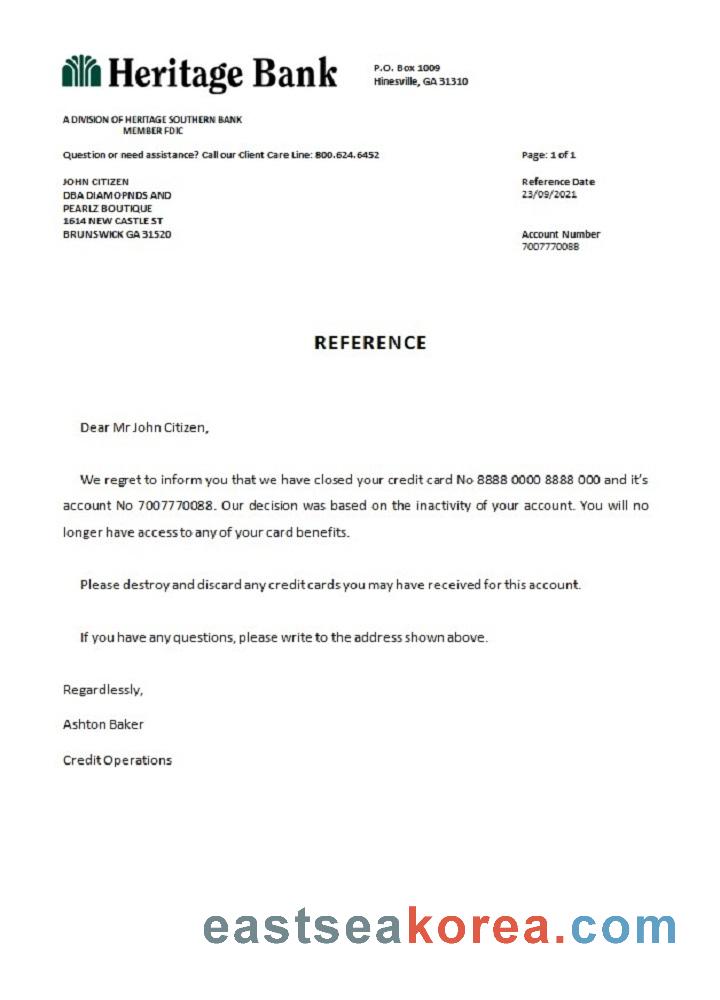 Heritage Bank
P.O. Box 1009
Hinesville, GA 31310
A DIVISION OF HERITAGE SOUTHERN BANK
MEMBER FDIC
Question or need assistance? Call our Client Care Line: 800.624.6452
Page: 1 of 1
JOHN CITIZEN
DBA DIAMOPNDS AND
PEARLZ BOUTIQUE
1614 NEW CASTLE ST
BRUNSWICK GA 31520
Reference Date
23/09/2021
Account Number
7007770088
REFERENCE
Dear Mr John Citizen,
We regret to inform you that we have closed your credit card No 8888 0000 8888 000 and it's
account No 7007770088. Our decision was based on the inactivity of your account. You will no
longer have access to any of your card benefits.
Please destroy and discard any credit cards you may have received for this account.
If you have any questions, please write to the address shown above.
Regardlessly,
Ashton Baker
Credit Operations
eastseakorea.com